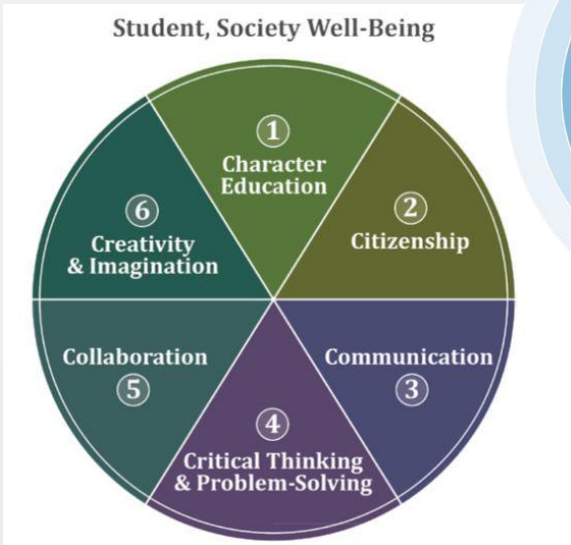 Student, Society Well-Being
1
Character
Education
2
Citizenship
Communication
3
4
Critical Thinking
& Problem-Solving
Collaboration
5
6
Creativity
& Imagination